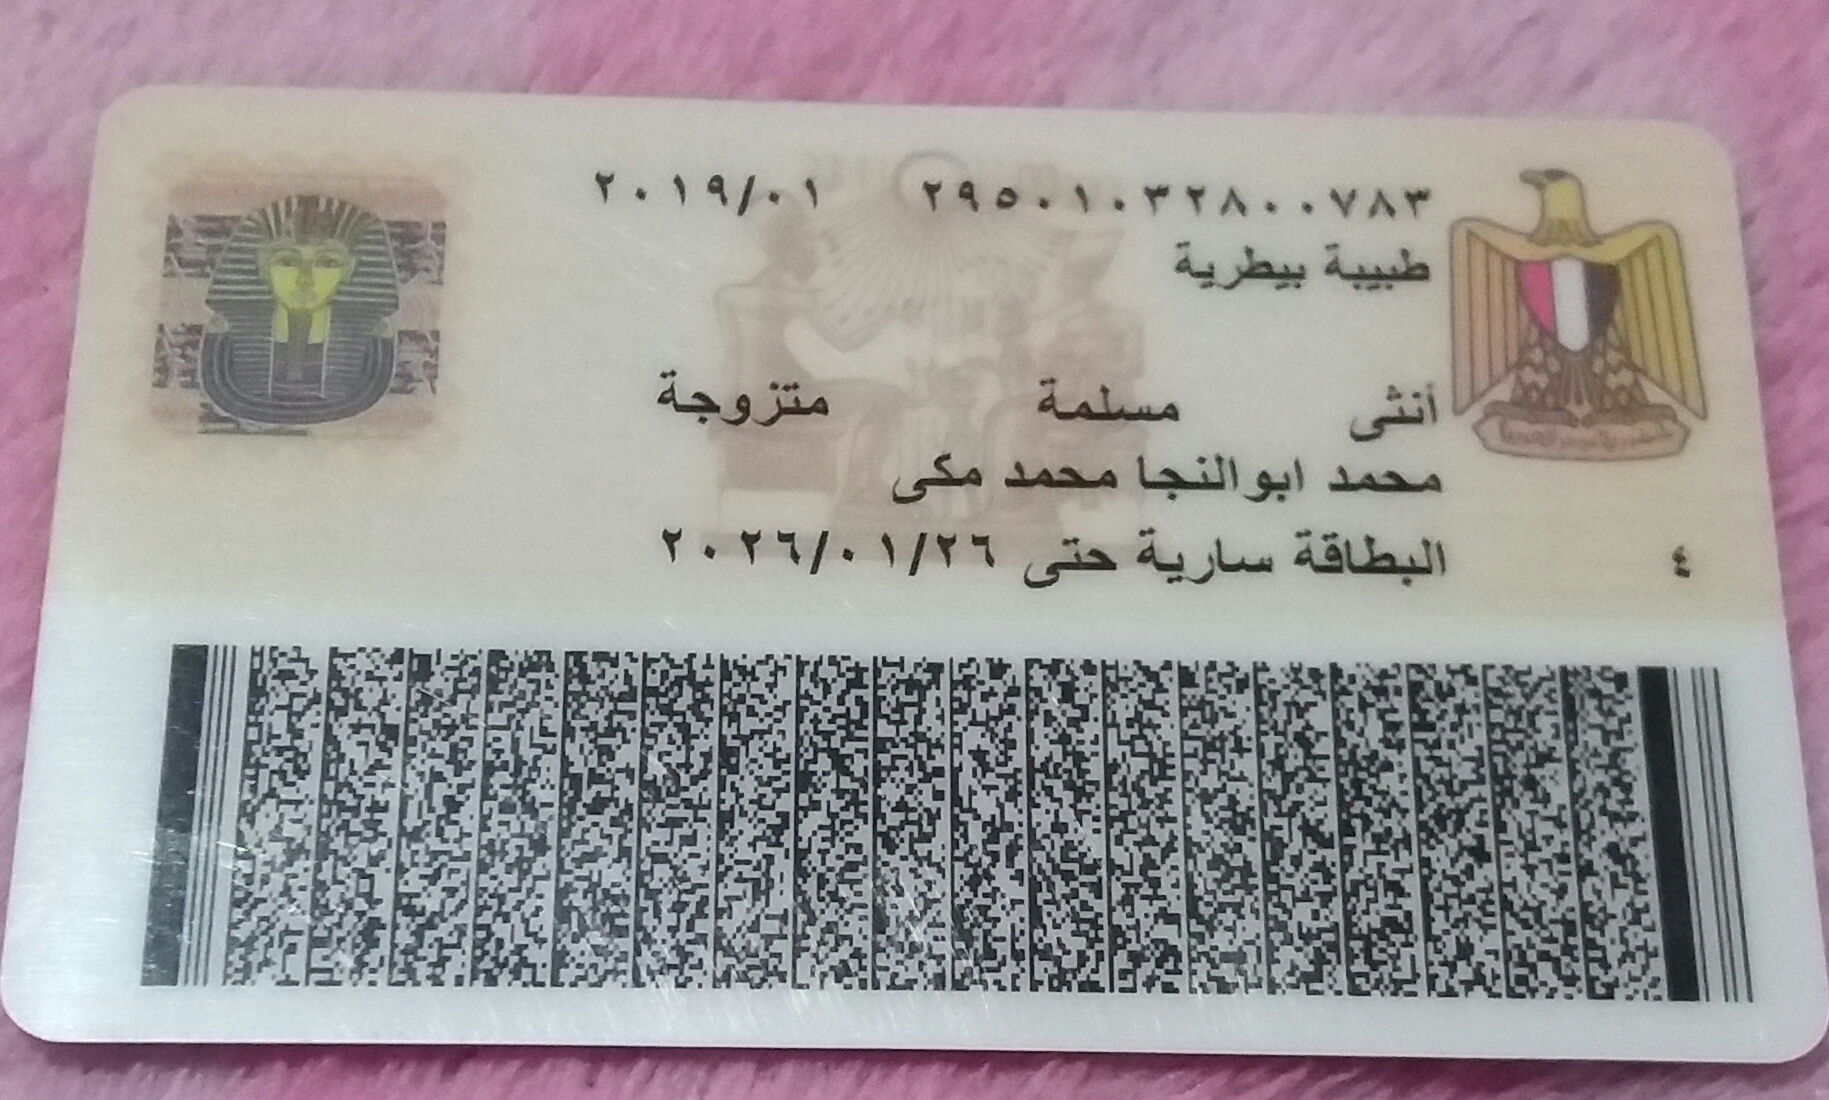 ٢٩٥٠١٠٣٢٨٠٠٧٨٣ ٢٠١٩/٠١
طبيبة بيطرية
أنثى مسلمة متزوجة
محمد ابوالنجا محمد مكى
البطاقة سارية حتى ٢٠٢٦/٠١/٢٦
٤